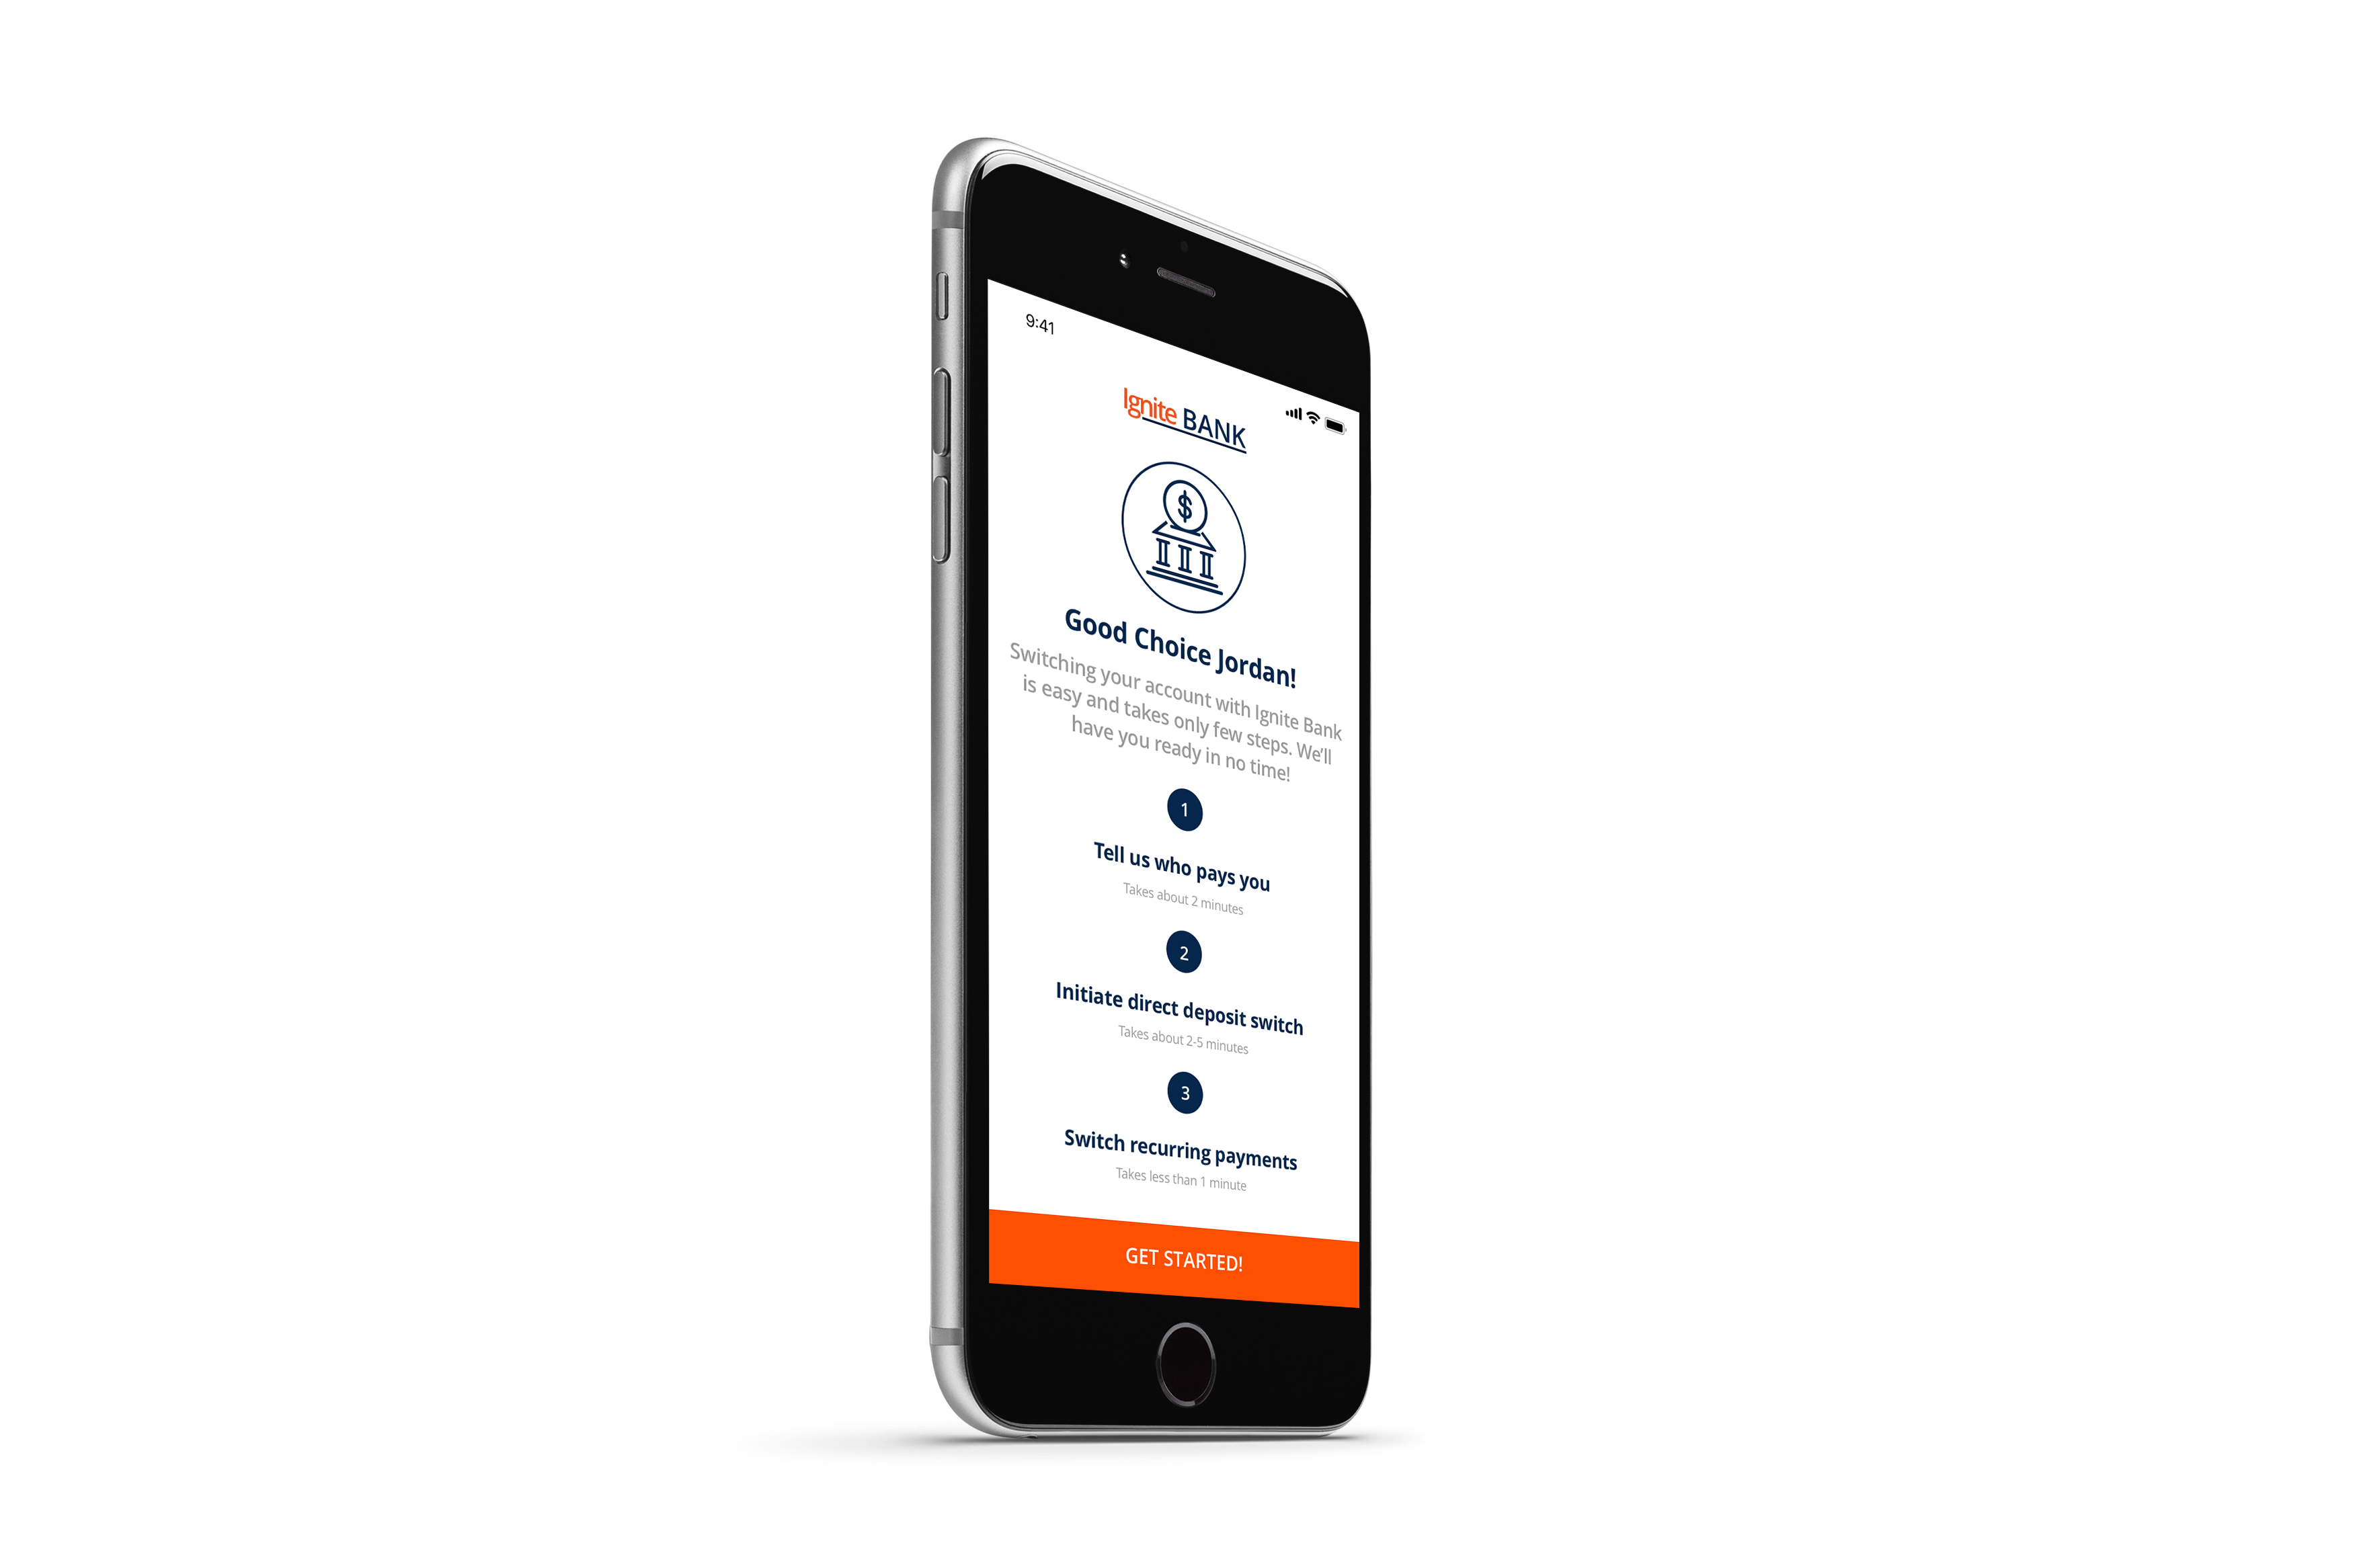 9:41
Ignite BANK
$
Good Choice Jordan!
Switching your account with Ignite Bank
is easy and takes only few steps. We'll
have you ready in no time!
1
Tell us who pays you
Takes about 2 minutes
2
Initiate direct deposit switch
Takes about 2-5 minutes
3
Switch recurring payments
Takes less than 1 minute
GET STARTED!